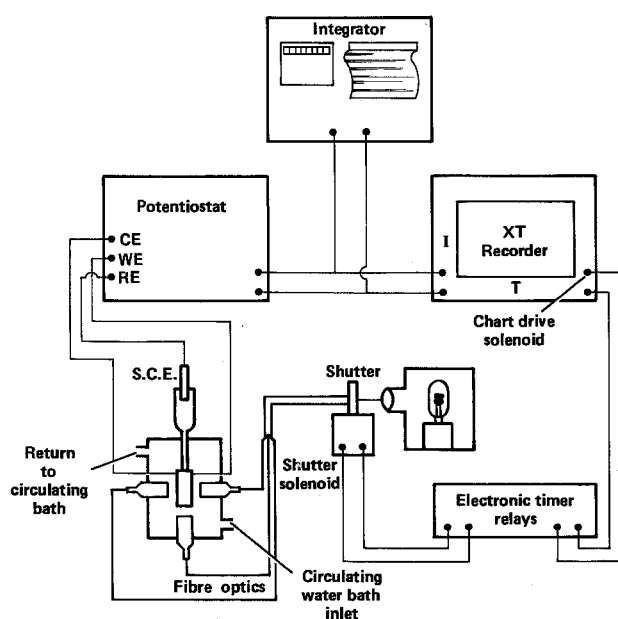 Integrator
Potentiostat
CE
WE
RE
I
XT
Recorder
T
Chart drive
solenoid
S.C.E.
Shutter
Return
to
circulating
bath
Shutter
solenoid
Electronic timer
relays
Fibre optics
Circulating
water bath
inlet